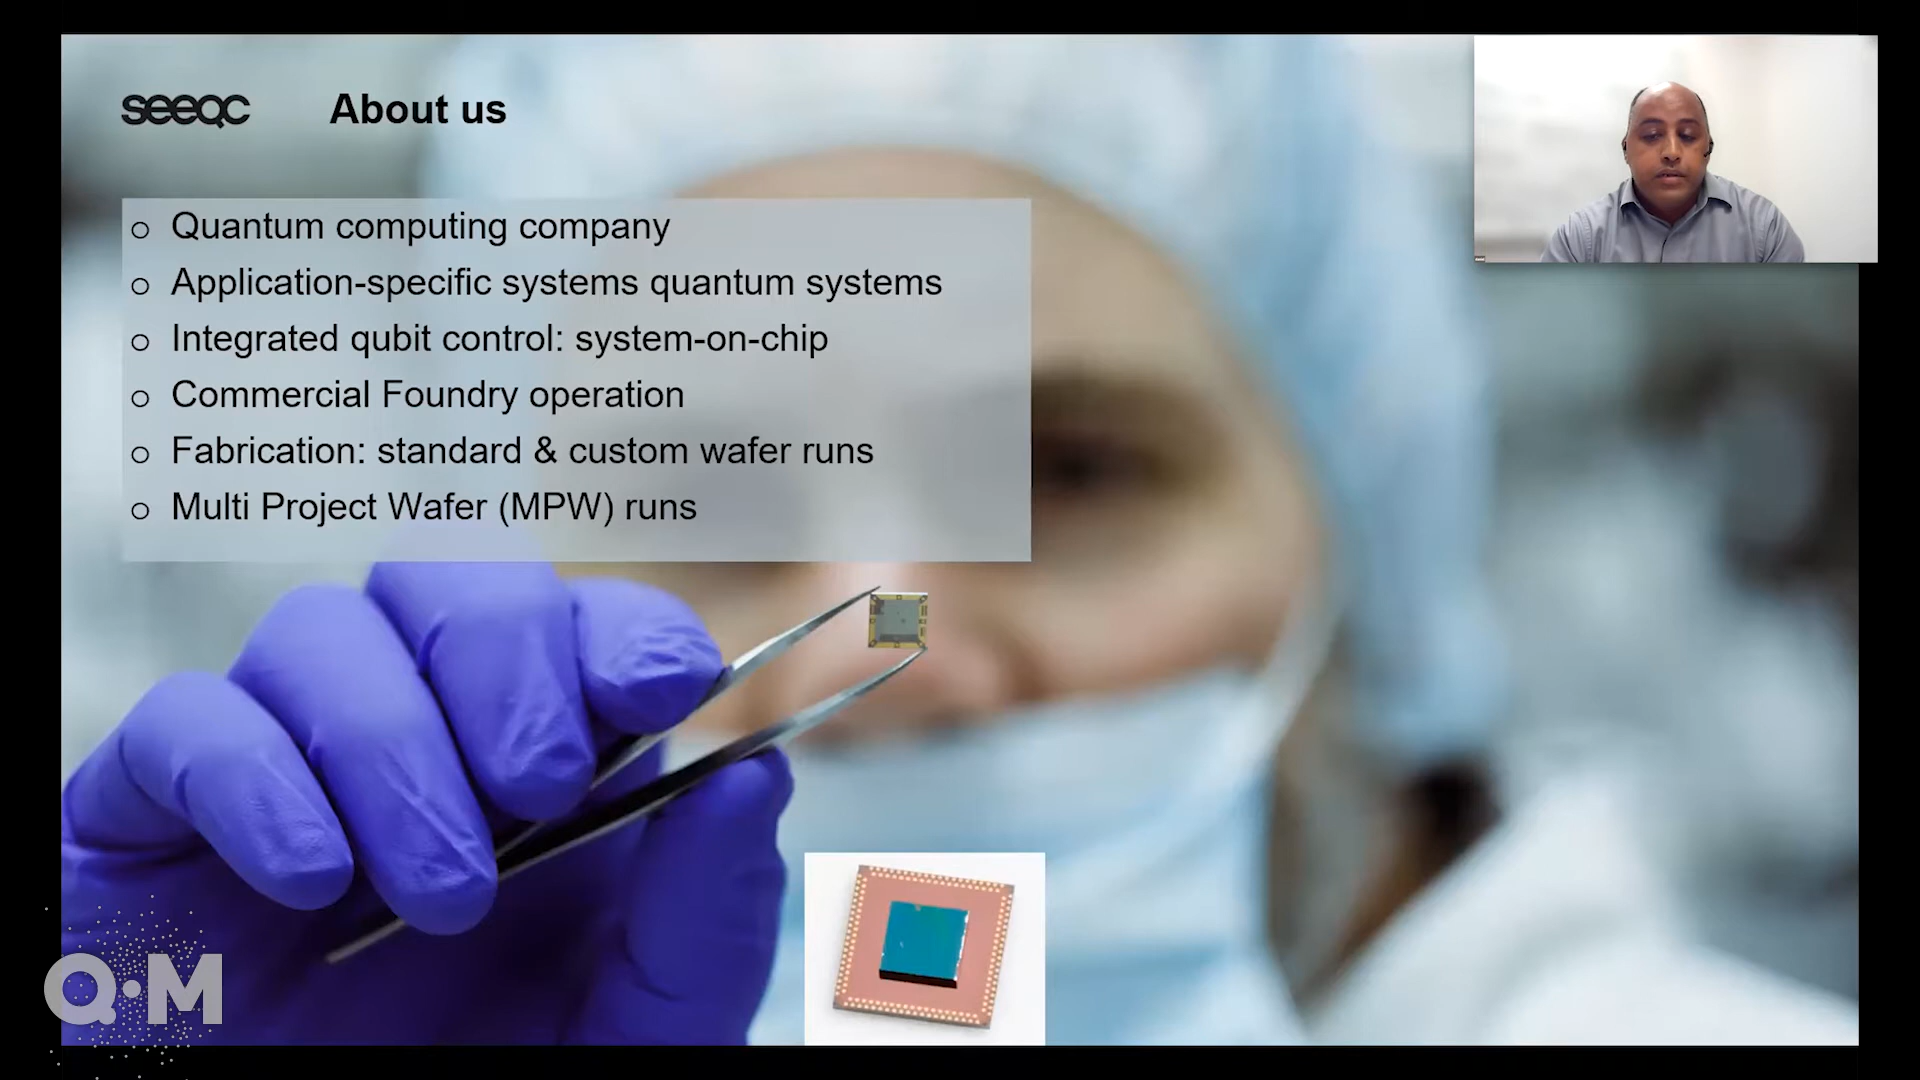 seeqc
About us
Quantum computing company
Application-specific systems quantum systems
Integrated qubit control: system-on-chip
Commercial Foundry operation
Fabrication: standard & custom wafer runs
Multi Project Wafer (MPW) runs
Q·M